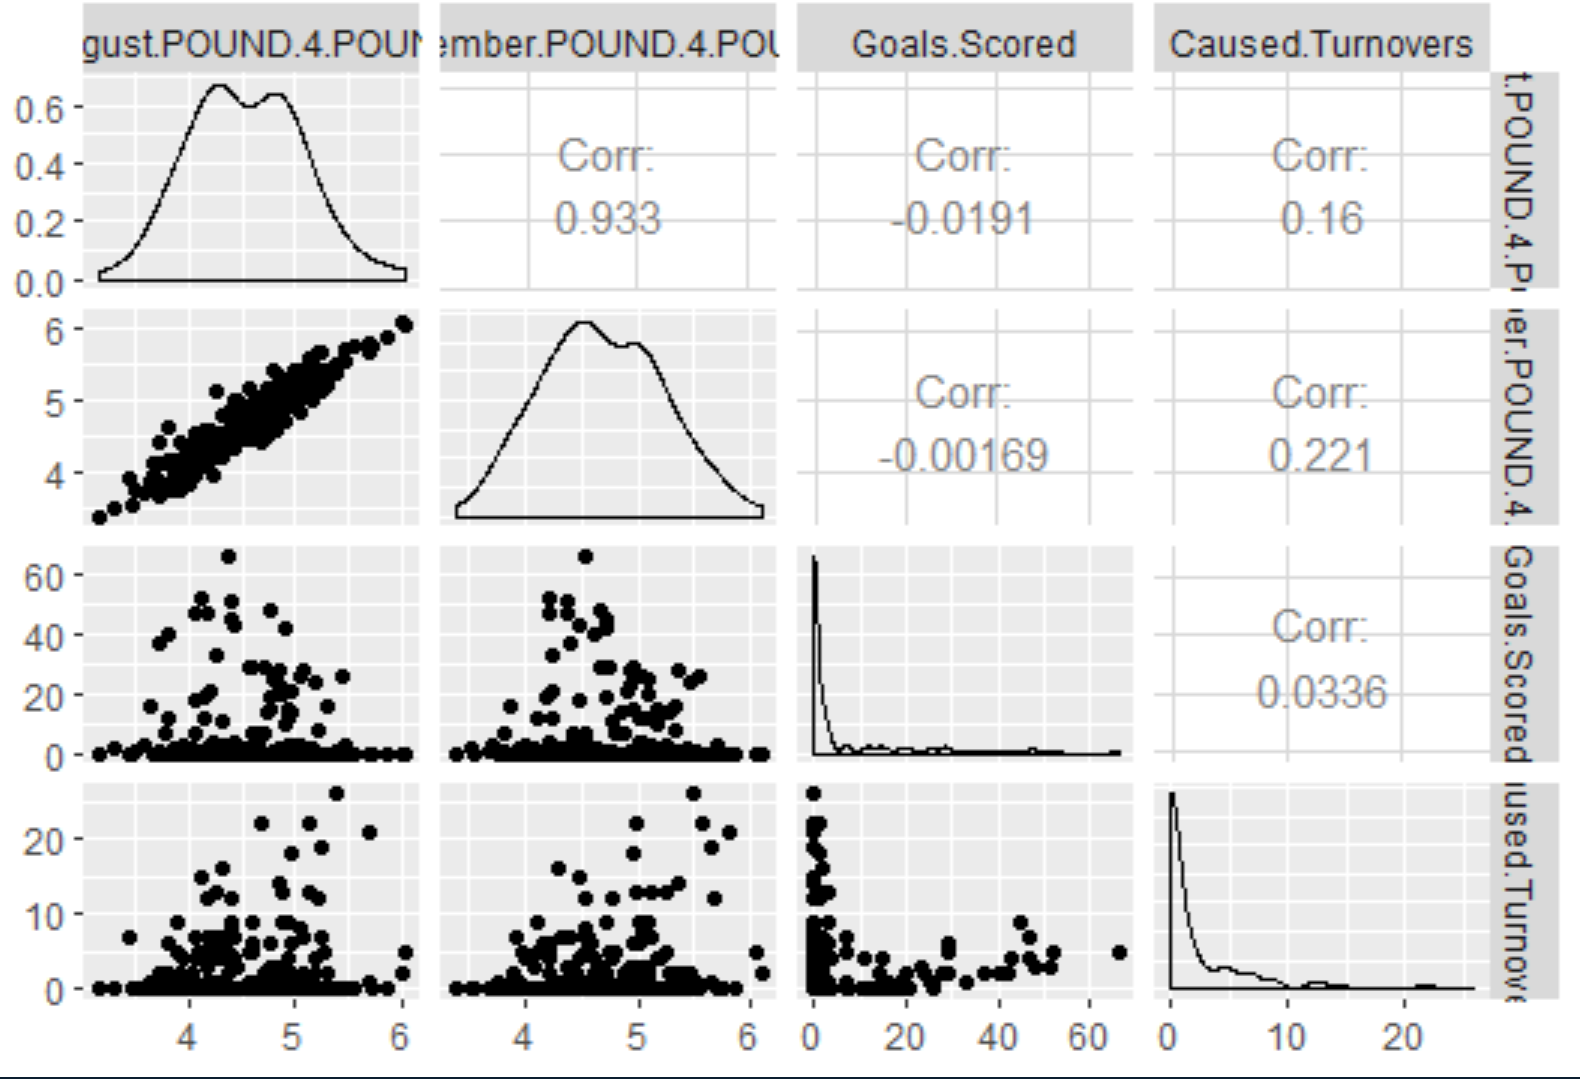 gust.POUND.4.POUN
ember.POUND.4.POU
Goals.Scored
Caused.Turnovers
0.6
0.4
0.2
0.0
Corr:
0.933
Corr:
-0.0191
Corr:
0.16
t.POUND.4.P
6
5
4
Corr:
-0.00169
Corr:
0.221
er.POUND.4.
60
40
20
0
Corr:
0.0336
Goals.Scored
20
10
0
used.Turnove
4 5 6
4 5 6
0 20 40 60
0 10 20